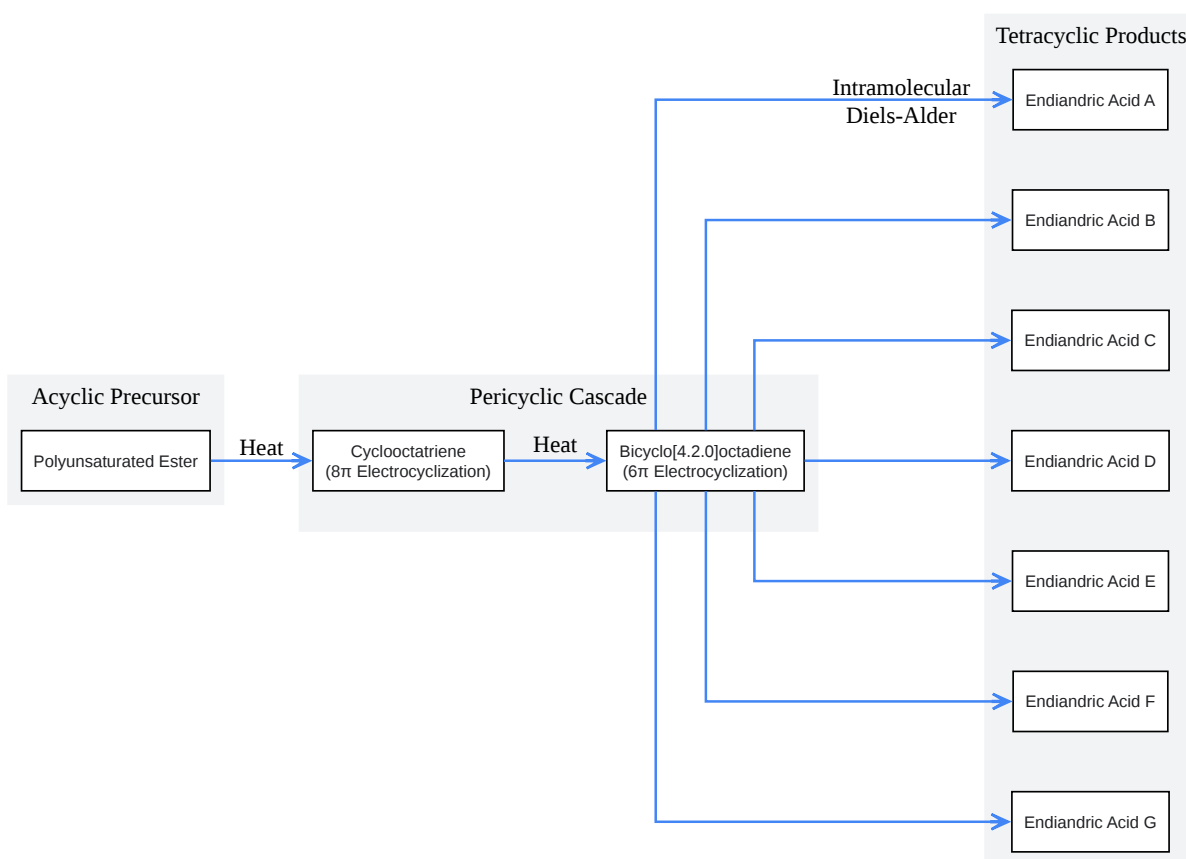 Tetracyclic Products
Intramolecular
Diels-Alder
Endiandric Acid A
Endiandric Acid B
Endiandric Acid C
Acyclic Precursor
Pericyclic Cascade
Polyunsaturated Ester
Heat
Cyclooctatriene
(8π Electrocyclization)
Heat
Bicyclo[4.2.0]octadiene
(6π Electrocyclization)
Endiandric Acid D
Endiandric Acid E
Endiandric Acid F
Endiandric Acid G